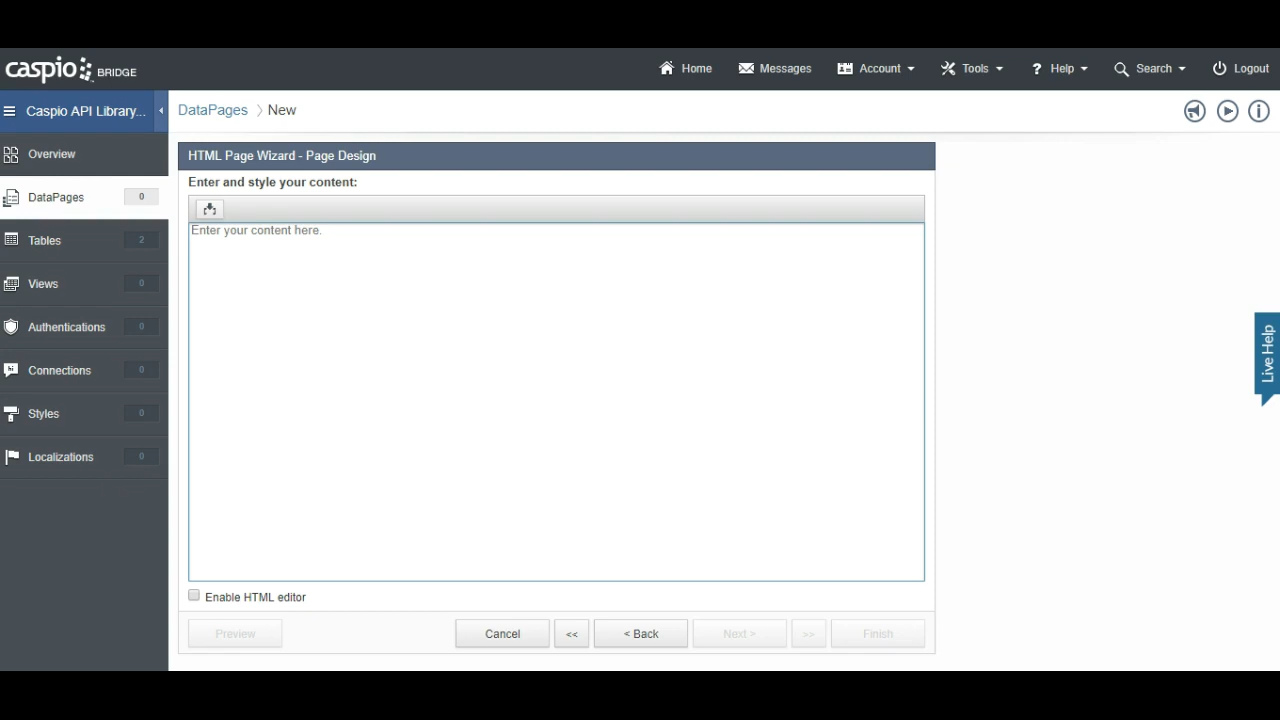 caspio BRIDGE
Home
Messages
Account
Tools
? Help
Search
Logout
Caspio API Library...
DataPages
New
Overview
DataPages 0
Tables 2
Views 0
Authentications 0
Connections 0
Styles 0
Localizations 0
HTML Page Wizard - Page Design
Enter and style your content:
Enter your content here.
Enable HTML editor
Preview
Cancel
<<
< Back
Next >
>>
Finish
Live Help